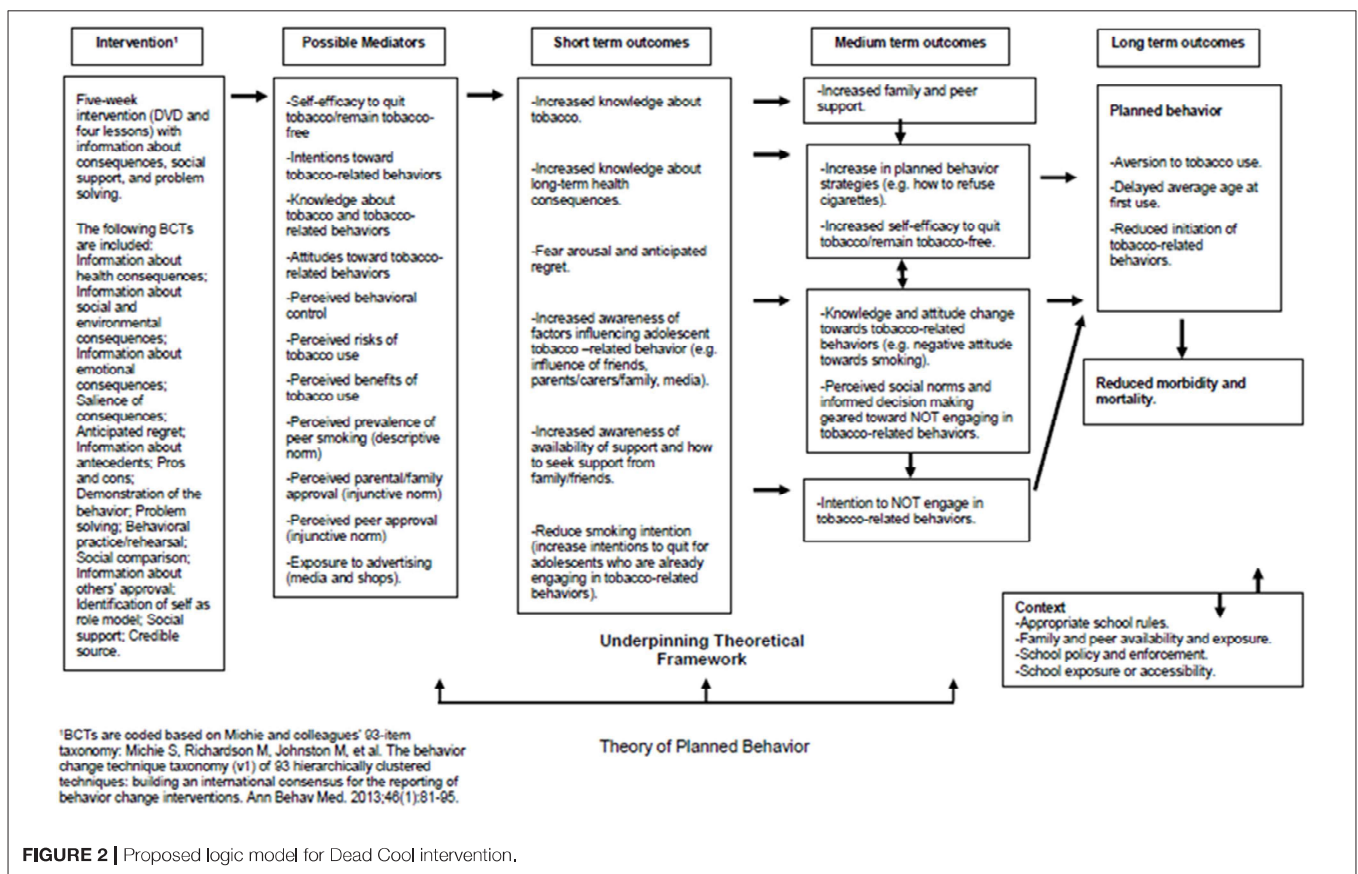 Intervention¹
Possible Mediators
Short term outcomes
Medium term outcomes
Long term outcomes
Five-week
intervention (DVD and
four lessons) with
information about
consequences, social
support, and problem
solving.
The following BCTs
are included:
Information about
health consequences;
Information about
social and
environmental
consequences;
Information about
emotional
consequences;
Salience of
consequences;
Anticipated regret;
Information about
antecedents; Pros
and cons;
Demonstration of the
behavior; Problem
solving; Behavioral
practice/rehearsal;
Social comparison;
Information about
others' approval;
Identification of self as
role model; Social
support; Credible
source.
-Self-efficacy to quit
tobacco/remain tobacco-
free
-Intentions toward
tobacco-related behaviors
-Knowledge about
tobacco and tobacco-
related behaviors
-Attitudes toward tobacco-
related behaviors
-Perceived behavioral
control
-Perceived risks of
tobacco use
-Perceived benefits of
tobacco use
-Perceived prevalence of
peer smoking (descriptive
norm)
-Perceived parental/family
approval (injunctive norm)
-Perceived peer approval
(injunctive norm)
-Exposure to advertising
(media and shops).
-Increased knowledge about
tobacco.
-Increased knowledge about
long-term health
consequences.
-Fear arousal and anticipated
regret.
-Increased awareness of
factors influencing adolescent
tobacco –related behavior (e.g.
influence of friends,
parents/carers/family, media).
-Increased awareness of
availability of support and how
to seek support from
family/friends.
-Reduce smoking intention
(increase intentions to quit for
adolescents who are already
engaging in tobacco-related
behaviors).
-Increased family and peer
support.
-Increase in planned behavior
strategies (e.g. how to refuse
cigarettes).
-Increased self-efficacy to quit
tobacco/remain tobacco-free.
-Knowledge and attitude change
towards tobacco-related
behaviors (e.g. negative attitude
towards smoking).
-Perceived social norms and
informed decision making
geared toward NOT engaging in
tobacco-related behaviors.
-Intention to NOT engage in
tobacco-related behaviors.
Planned behavior
-Aversion to tobacco use.
-Delayed average age at
first use.
-Reduced initiation of
tobacco-related
behaviors.
Reduced morbidity and
mortality.
Context
-Appropriate school rules.
-Family and peer availability and exposure.
-School policy and enforcement.
-School exposure or accessibility.
Underpinning Theoretical
Framework
Theory of Planned Behavior
¹BCTs are coded based on Michie and colleagues' 93-item
taxonomy: Michie S, Richardson M, Johnston M, et al. The behavior
change technique taxonomy (v1) of 93 hierarchically clustered
techniques: building an international consensus for the reporting of
behavior change interventions. Ann Behav Med. 2013;46(1):81-95.
FIGURE 2 | Proposed logic model for Dead Cool intervention.